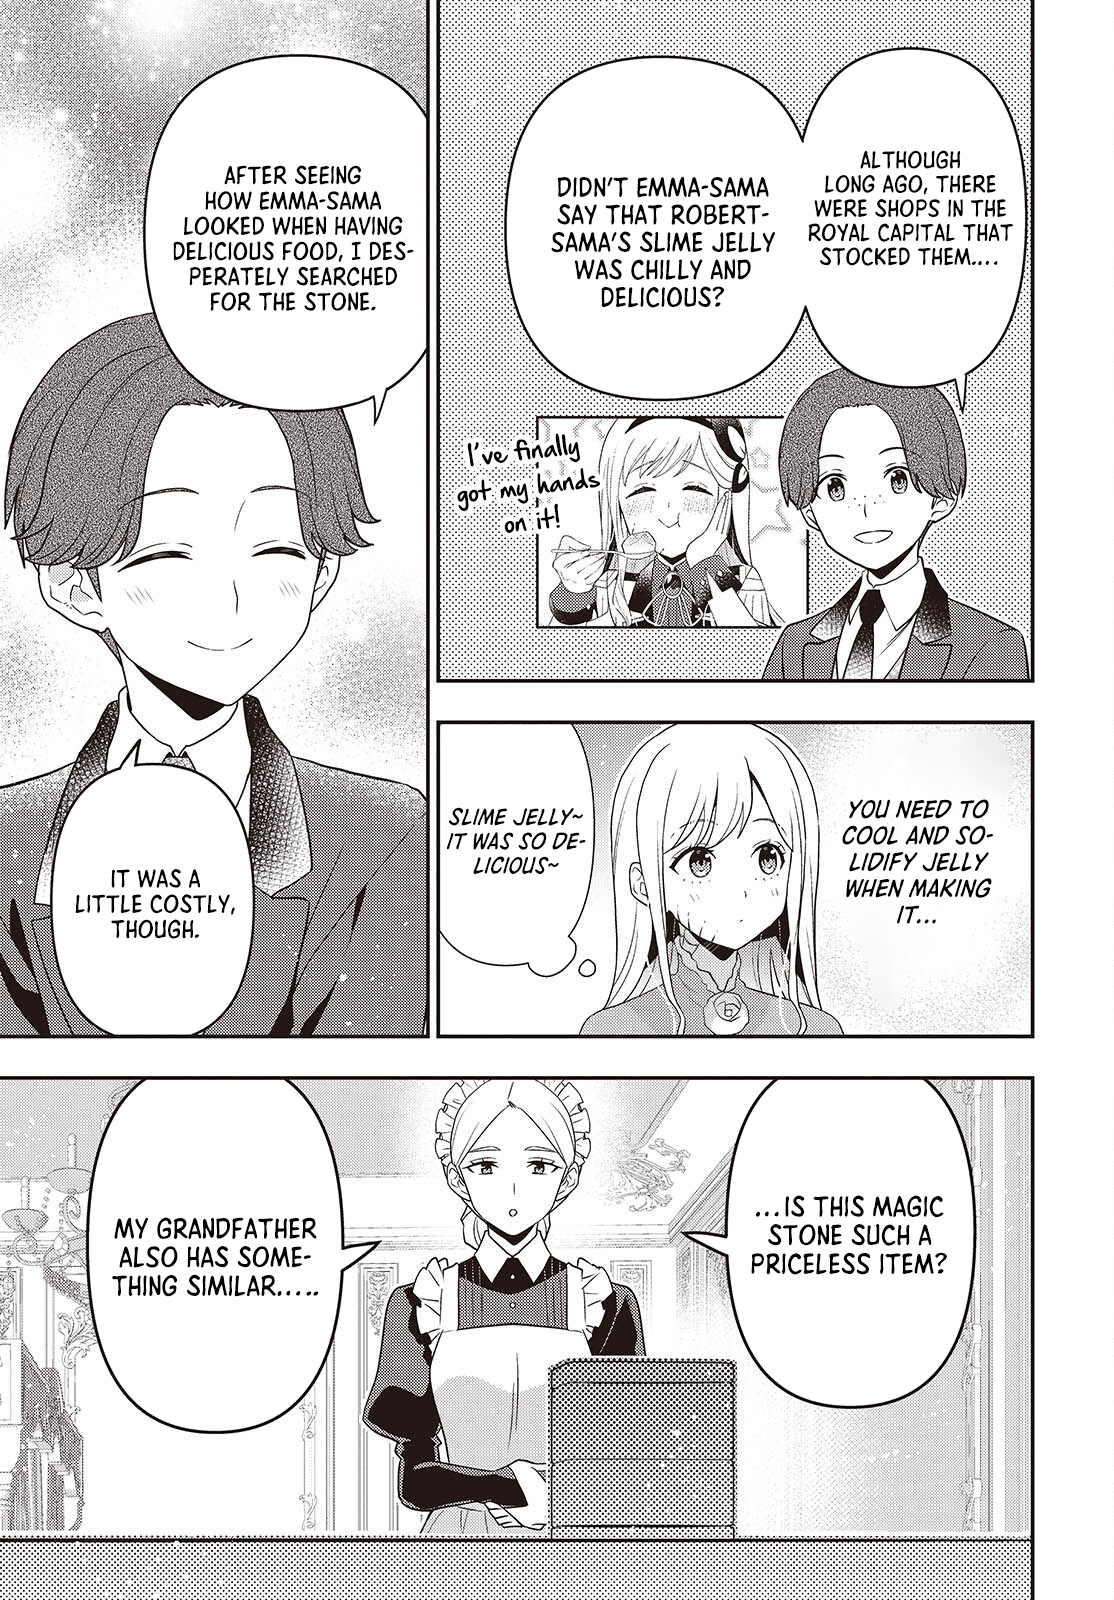 ALTHOUGH
LONG AGO, THERE
WERE SHOPS IN THE
ROYAL CAPITAL THAT
STOCKED THEM....
DIDN'T EMMA-SAMA
SAY THAT ROBERT-
SAMA'S SLIME JELLY
WAS CHILLY AND
DELICIOUS?
I've finally
got my hands
on it!
AFTER SEEING
HOW EMMA-SAMA
LOOKED WHEN HAVING
DELICIOUS FOOD, I DES-
PERATELY SEARCHED
FOR THE STONE.
IT WAS A
LITTLE COSTLY,
THOUGH.
YOU NEED TO
COOL AND SO-
LIDIFY JELLY
WHEN MAKING
IT...
SLIME JELLY~
IT WAS SO DE-
LICIOUS~
...IS THIS MAGIC
STONE SUCH A
PRICELESS ITEM?
MY GRANDFATHER
ALSO HAS SOME-
THING SIMILAR.....